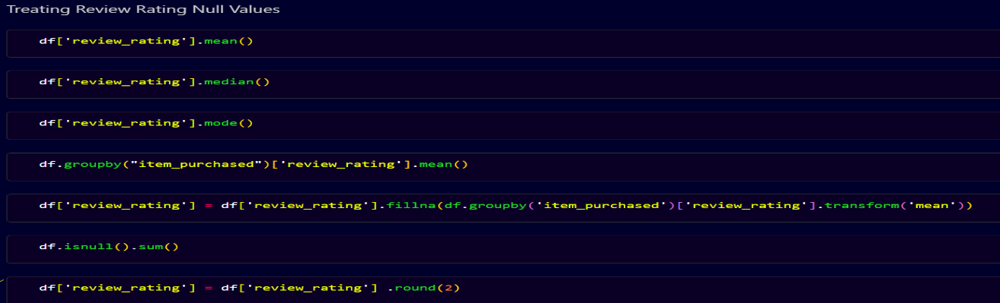 Treating Review Rating Null Values
df['review_rating'].mean()
df['review_rating'].median()
df['review_rating'].mode()
df.groupby("item_purchased")['review_rating'].mean()
df['review_rating'] = df['review_rating'].fillna(df.groupby('item_purchased')['review_rating'].transform('mean'))
df.isnull().sum()
df['review_rating'] = df['review_rating'] .round(2)